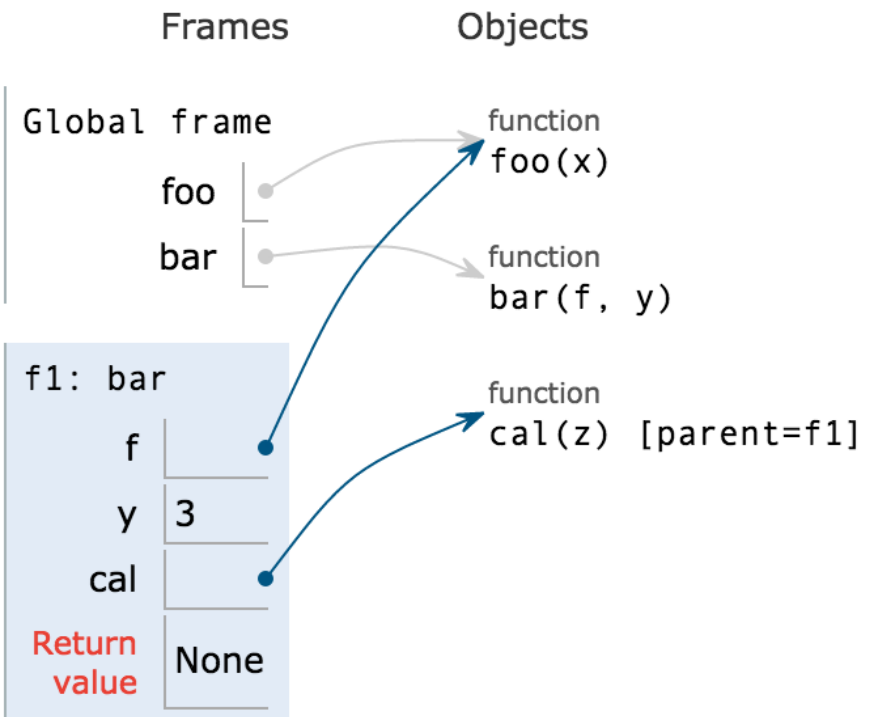 Frames
Objects
Global frame
foo
bar
function
foo(x)
function
bar(f, y)
function
cal(z) [parent=f1]
f1: bar
f
y 3
cal
Return
value
None